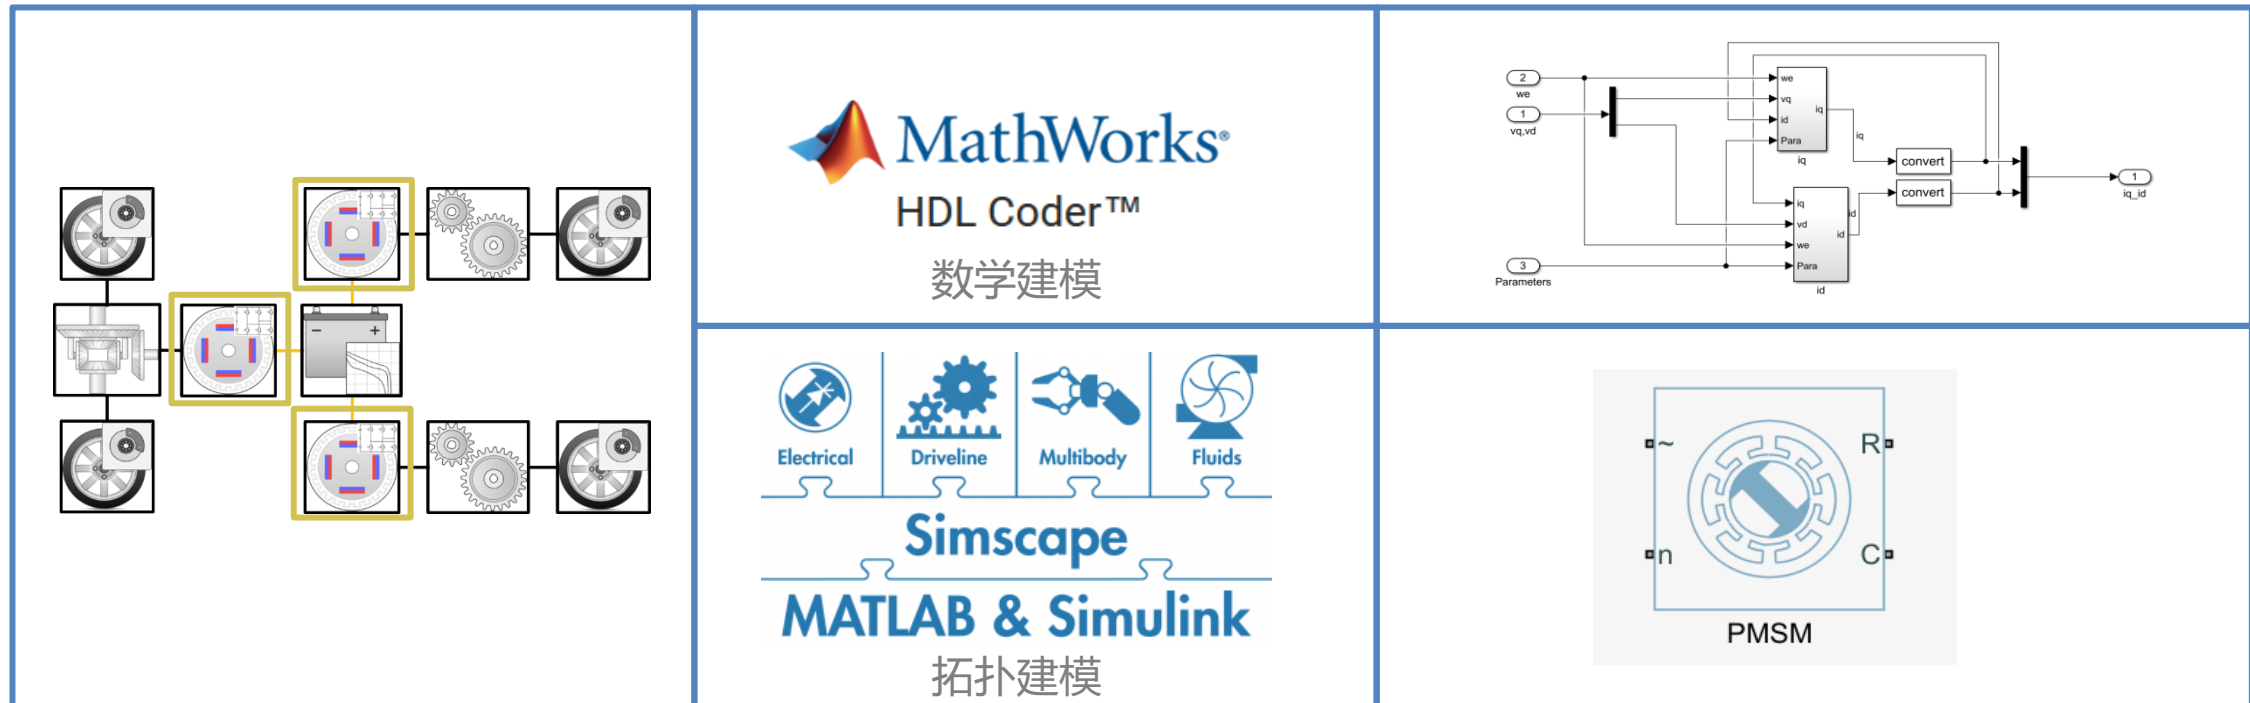 − +
MathWorks®
HDL Coder™
数学建模
2
we
1
vq,vd
3
Parameters
we
vq
id
Para
iq
iq
iq
convert
convert
iq
vd
we
Para
id
id
id
1
iq_id
Electrical Driveline Multibody Fluids
Simscape
MATLAB & Simulink
拓扑建模
~ R
n C
PMSM